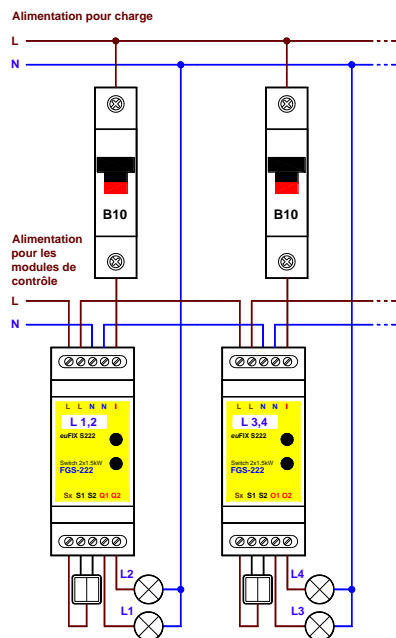 Alimentation pour charge
L
N
B10
B10
Alimentation
pour les
modules de
contrôle
L
N
L L N N I
L 1,2
euFIX S222
Switch 2x1.5kW
FGS-222
Sx S1 S2 Q1 Q2
L L N N I
L 3,4
euFIX S222
Switch 2x1.5kW
FGS-222
Sx S1 S2 O1 O2
L2
L1
L4
L3